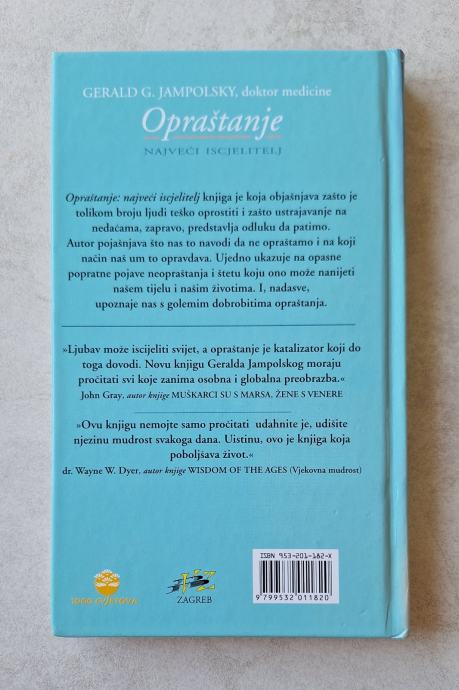 GERALD G. JAMPOLSKY, doktor medicine
Opraštanje
NAJVEĆI ISCJELITELJ
Opraštanje: najveći iscjelitelj knjiga je koja objašnjava zašto je
tolikom broju ljudi teško oprostiti i zašto ustrajavanje na
nedaćama, zapravo, predstavlja odluku da patimo.
Autor pojašnjava što nas to navodi da ne opraštamo i na koji
način naš um to opravdava. Ujedno ukazuje na opasne
popratne pojave neopraštanja i štetu koju ono može nanijeti
našem tijelu i našim životima. I, nadasve,
upoznaje nas s golemim dobrobitima opraštanja.
»Ljubav može iscijeliti svijet, a opraštanje je katalizator koji do
toga dovodi. Novu knjigu Geralda Jampolskog moraju
pročitati svi koje zanima osobna i globalna preobrazba.«
John Gray, autor knjige MUŠKARCI SU S MARSA, ŽENE S VENERE
»Ovu knjigu nemojte samo pročitati udahnite je, udišite
njezinu mudrost svakoga dana. Uistinu, ovo je knjiga koja
poboljšava život.«
dr. Wayne W. Dyer, autor knjige WISDOM OF THE AGES (Vjekovna mudrost)
ISBN 953-201-182-X
9 799532 011820
1000 CVJETOVA
VZ
ZAGREB